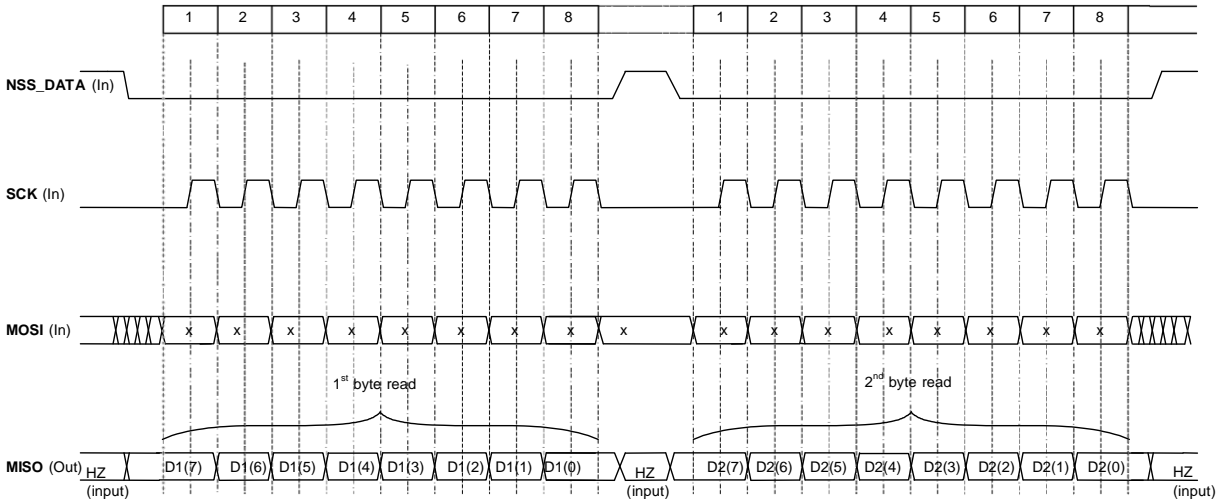 1 2 3 4 5 6 7 8 1 2 3 4 5 6 7 8
NSS_DATA (In)
SCK (In)
MOSI (In) x x x x x x x x x x x x x x x x x
1st byte read 2nd byte read
MISO (Out) HZ D1(7) D1(6) D1(5) D1(4) D1(3) D1(2) D1(1) D1(0) HZ D2(7) D2(6) D2(5) D2(4) D2(3) D2(2) D2(1) D2(0) HZ
(input) (input) (input)